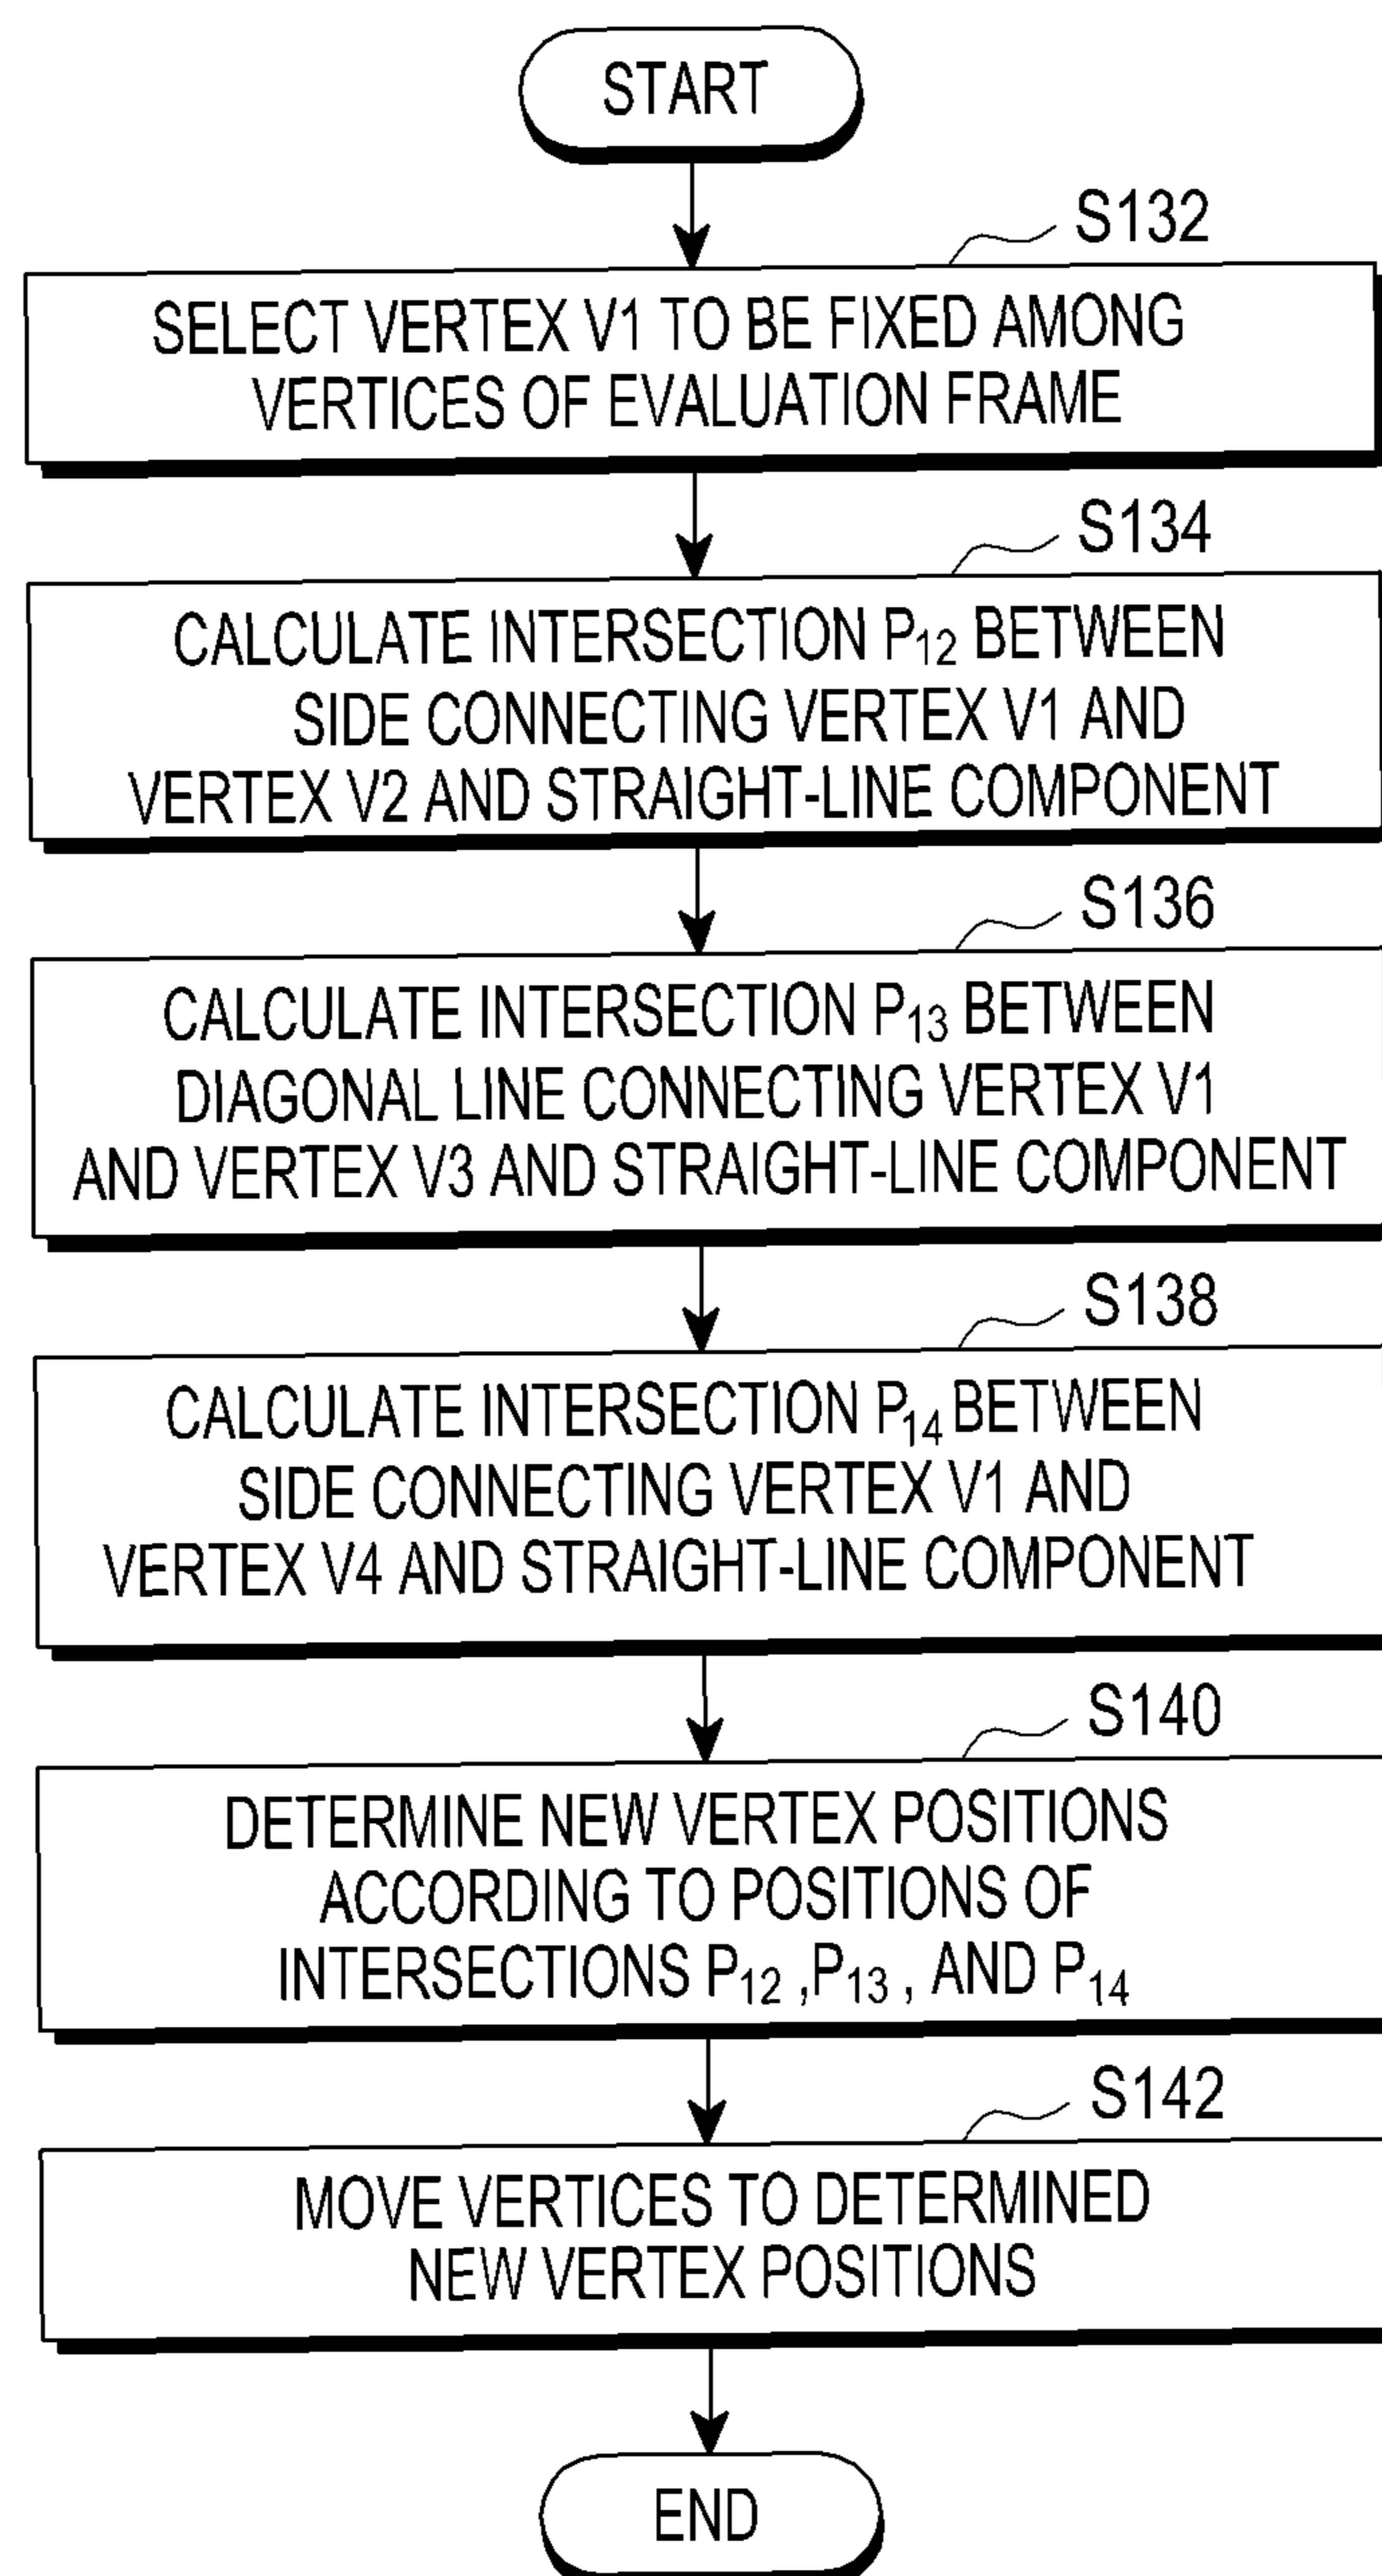 START
S132
SELECT VERTEX V1 TO BE FIXED AMONG
VERTICES OF EVALUATION FRAME
S134
CALCULATE INTERSECTION P₁₂ BETWEEN
SIDE CONNECTING VERTEX V1 AND
VERTEX V2 AND STRAIGHT-LINE COMPONENT
S136
CALCULATE INTERSECTION P₁₃ BETWEEN
DIAGONAL LINE CONNECTING VERTEX V1
AND VERTEX V3 AND STRAIGHT-LINE COMPONENT
S138
CALCULATE INTERSECTION P₁₄ BETWEEN
SIDE CONNECTING VERTEX V1 AND
VERTEX V4 AND STRAIGHT-LINE COMPONENT
S140
DETERMINE NEW VERTEX POSITIONS
ACCORDING TO POSITIONS OF
INTERSECTIONS P₁₂ ,P₁₃ , AND P₁₄
S142
MOVE VERTICES TO DETERMINED
NEW VERTEX POSITIONS
END